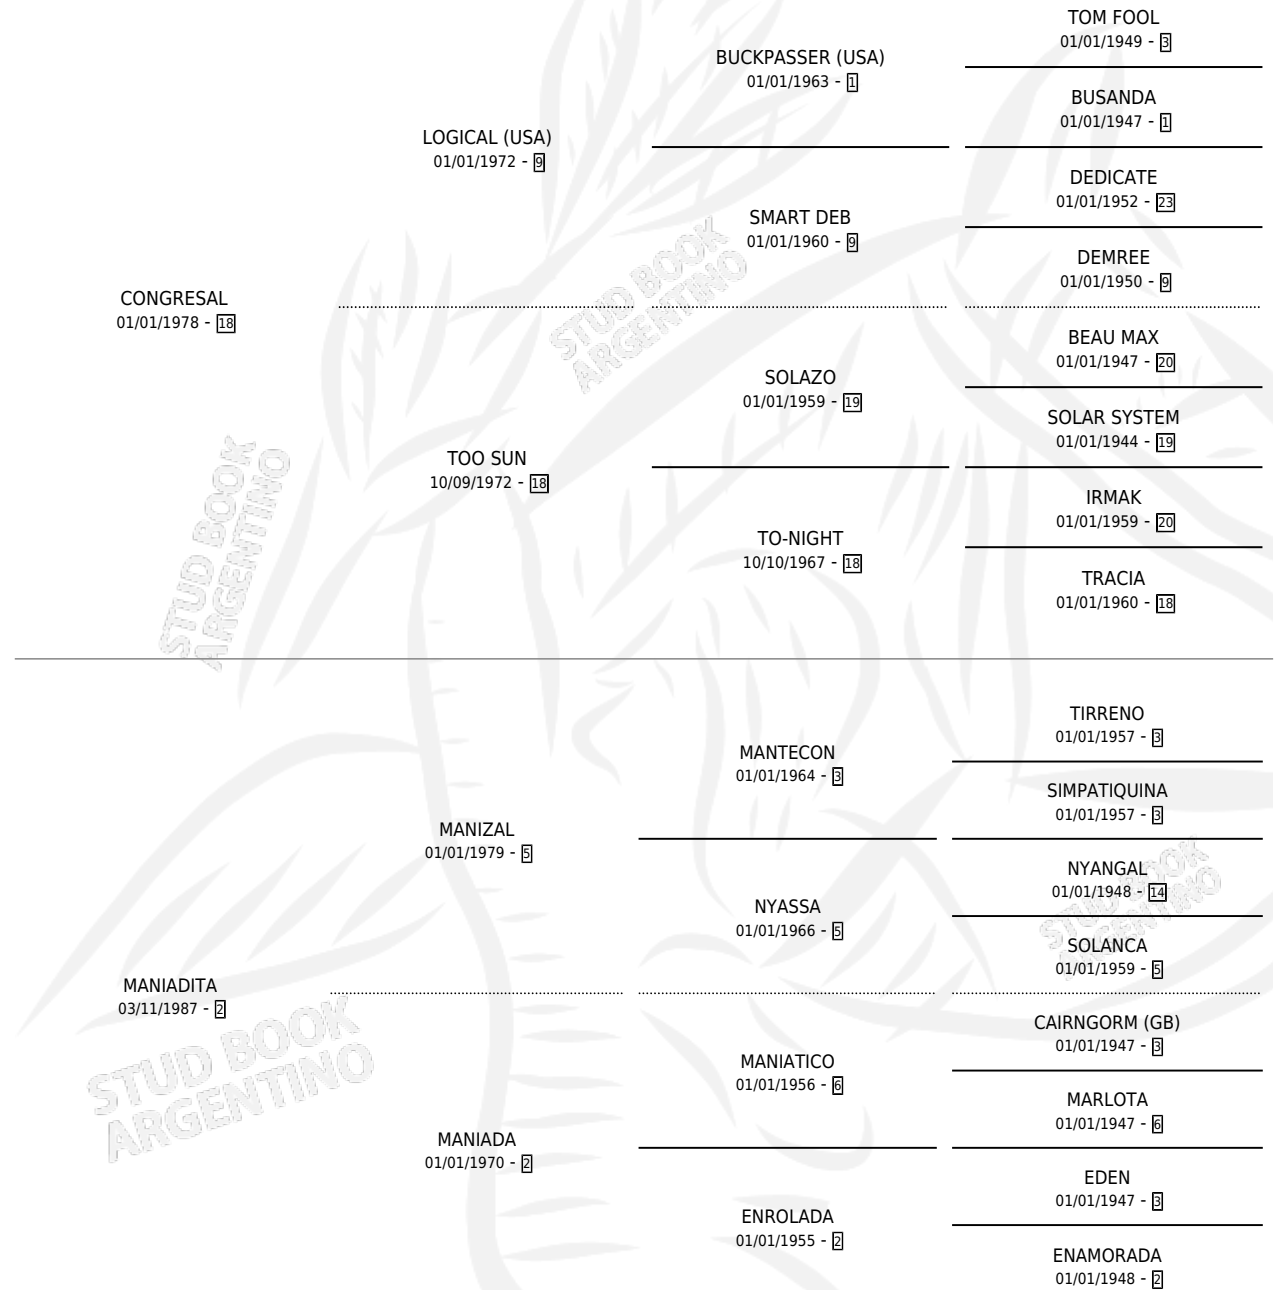 TOM FOOL
01/01/1949 - 3
BUCKPASSER (USA)
01/01/1963 - 1
BUSANDA
01/01/1947 - 1
LOGICAL (USA)
01/01/1972 - 9
DEDICATE
01/01/1952 - 23
SMART DEB
01/01/1960 - 9
DEMREE
01/01/1950 - 9
CONGRESAL
01/01/1978 - 18
STUD BOOK
ARGENTINO
BEAU MAX
01/01/1947 - 20
SOLAZO
01/01/1959 - 19
SOLAR SYSTEM
01/01/1944 - 19
TOO SUN
10/09/1972 - 18
STUD BOOK
ARGENTINO
IRMAK
01/01/1959 - 20
TO-NIGHT
10/10/1967 - 18
TRACIA
01/01/1960 - 18
TIRRENO
01/01/1957 - 3
MANTECON
01/01/1964 - 3
SIMPATIQUINA
01/01/1957 - 3
MANIZAL
01/01/1979 - 5
NYANGAL
01/01/1948 - 14
NYASSA
01/01/1966 - 5
STUD BOOK
ARGENTINO
SOLANCA
01/01/1959 - 5
MANIADITA
03/11/1987 - 2
STUD BOOK
ARGENTINO
CAIRNGORM (GB)
01/01/1947 - 3
MANIATICO
01/01/1956 - 6
MARLOTA
01/01/1947 - 6
MANIADA
01/01/1970 - 2
EDEN
01/01/1947 - 3
ENROLADA
01/01/1955 - 2
ENAMORADA
01/01/1948 - 2